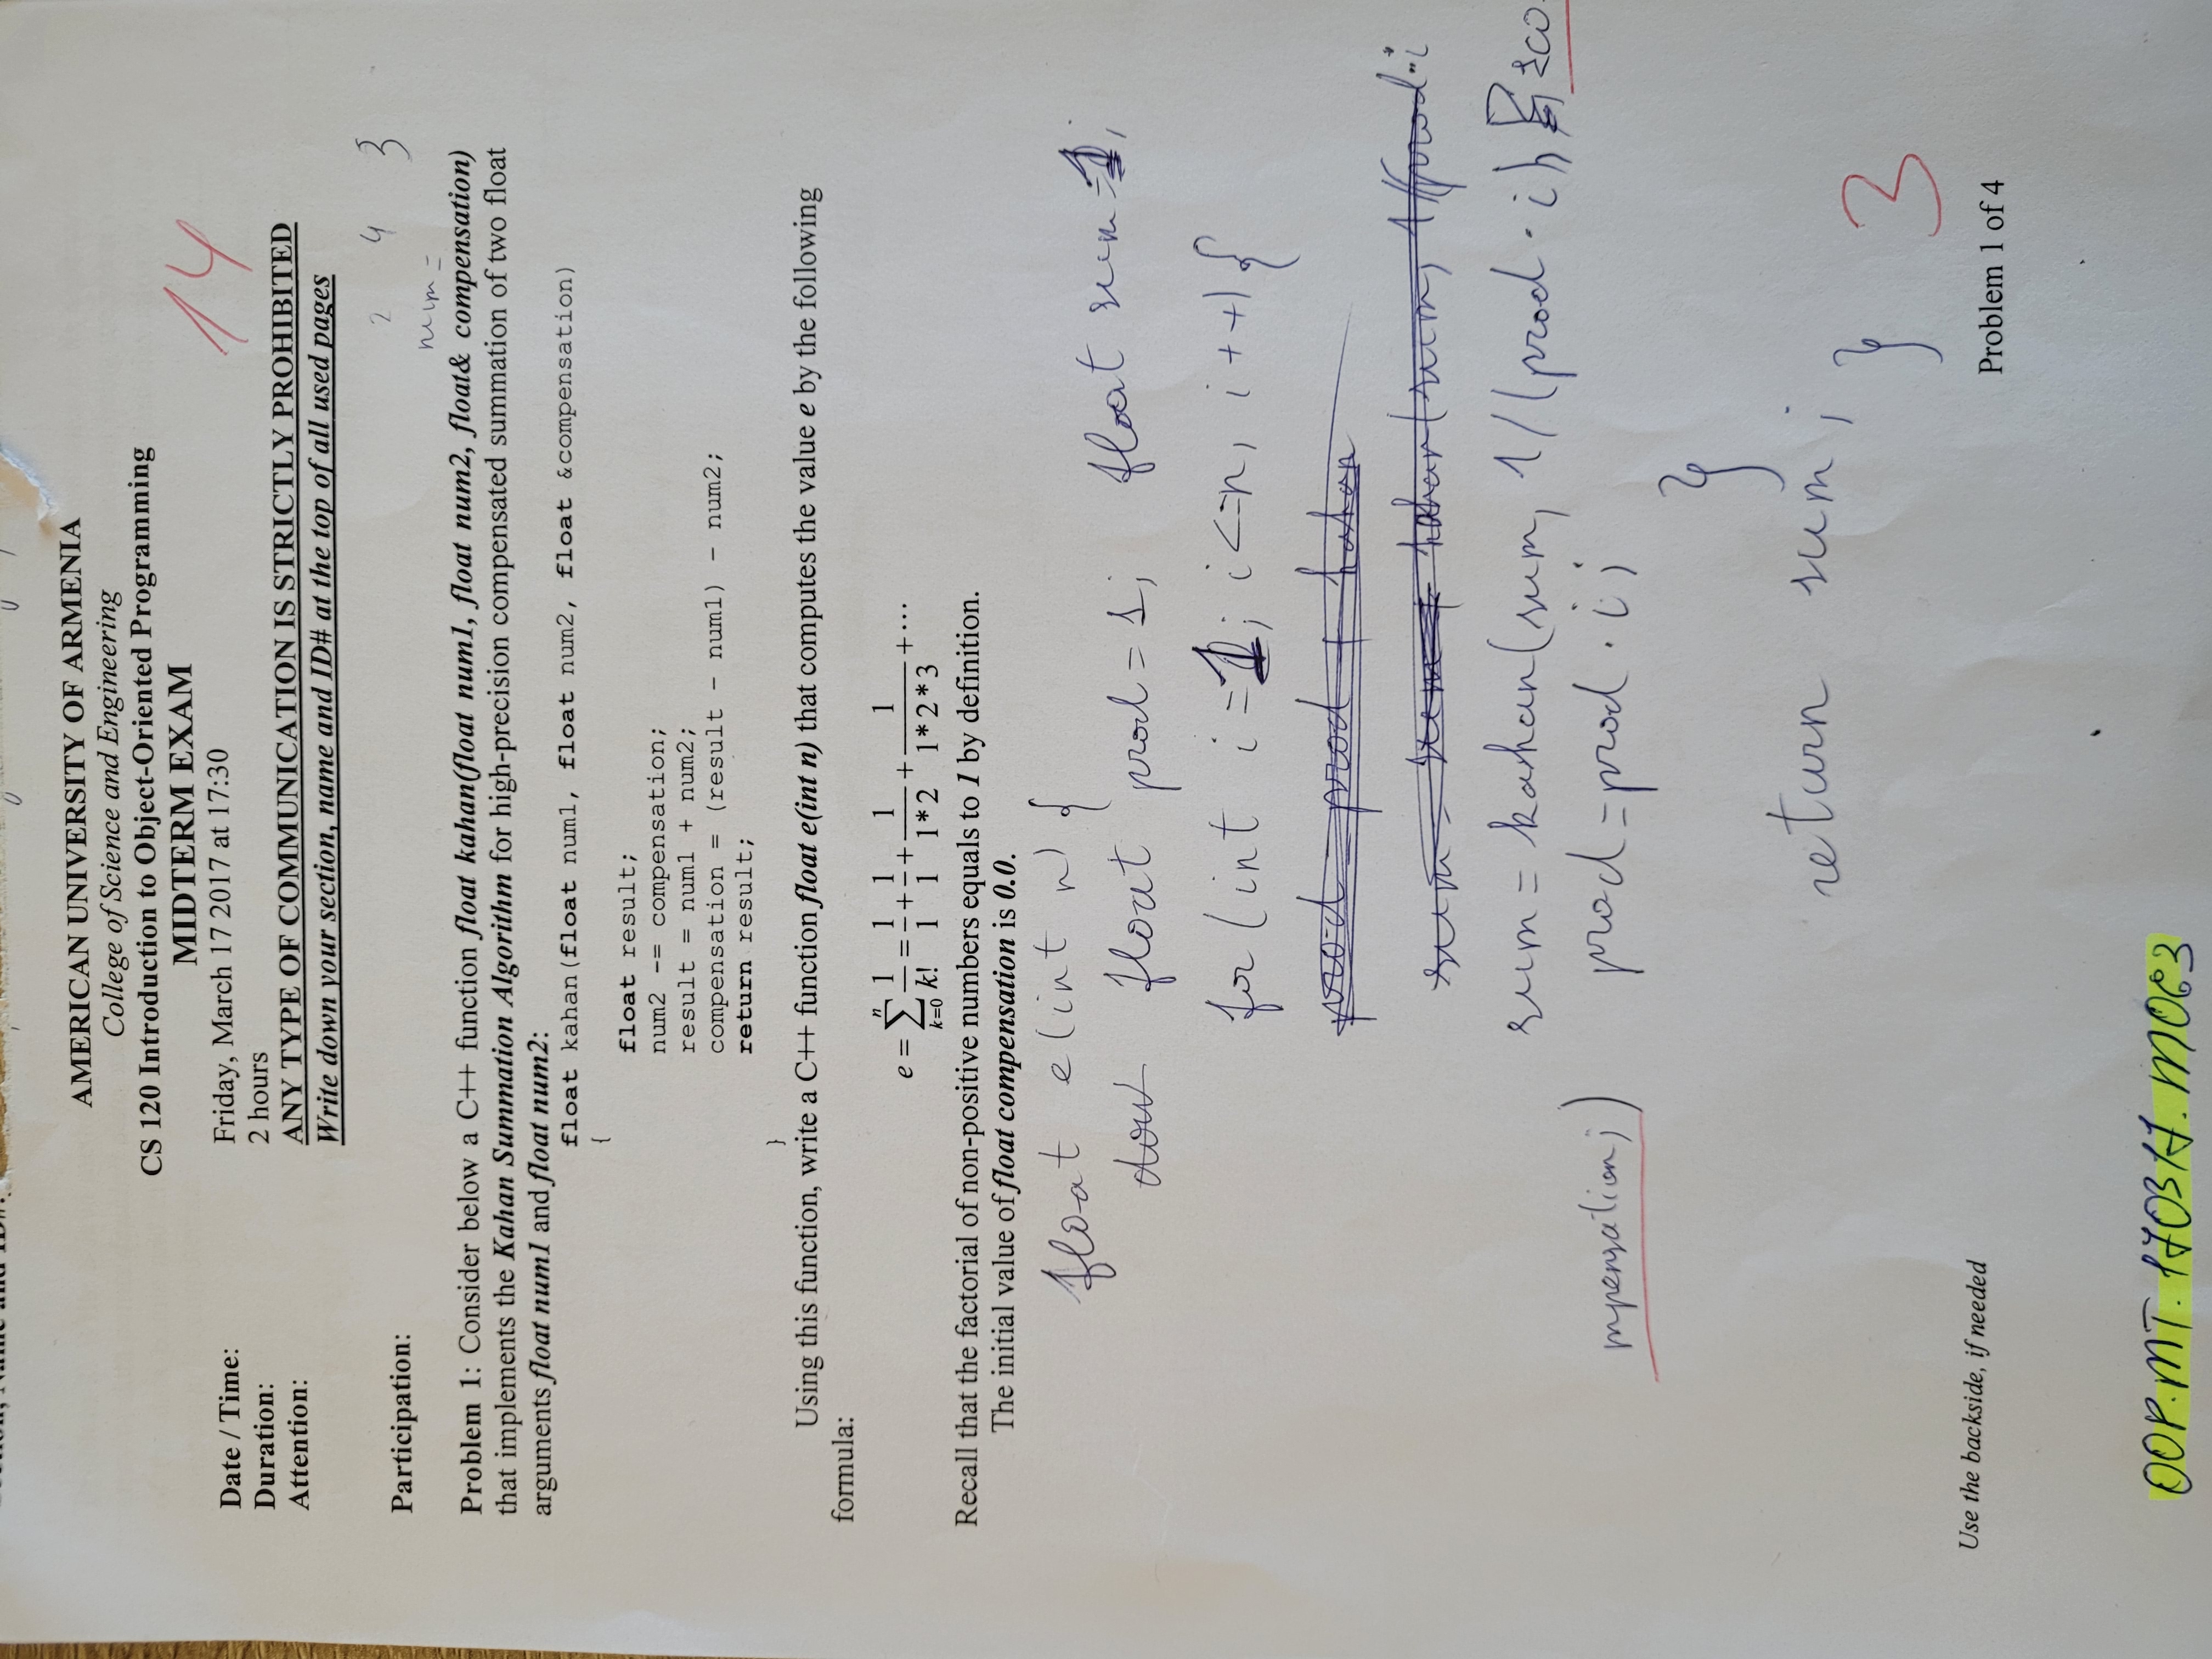 AMERICAN UNIVERSITY OF ARMENIA
College of Science and Engineering
CS 120 Introduction to Object-Oriented Programming
MIDTERM EXAM
14
Date / Time: Friday, March 17 2017 at 17:30
Duration: 2 hours
Attention: ANY TYPE OF COMMUNICATION IS STRICTLY PROHIBITED
Write down your section, name and ID# at the top of all used pages
2 4 3
Participation:
num =
Problem 1: Consider below a C++ function float kahan(float num1, float num2, float& compensation)
that implements the Kahan Summation Algorithm for high-precision compensated summation of two float
arguments float num1 and float num2:
float kahan(float num1, float num2, float &compensation)
{
float result;
num2 -= compensation;
result = num1 + num2;
compensation = (result - num1) - num2;
return result;
}
Using this function, write a C++ function float e(int n) that computes the value e by the following
formula:
e = ∑ⁿₖ₌₀ 1/k! = 1/1 + 1/1 + 1/1*2 + 1/1*2*3 + ···
Recall that the factorial of non-positive numbers equals to 1 by definition.
The initial value of float compensation is 0.0.
float e(int n) {
float prod = 1; float sum = 1;
for (int i = 1; i <= n, i++) {
prod = prod + kahan
sum = sum + kahan(sum, 1/(prod · i
sum = kahan(sum, 1/(prod · i), &co
mpensation;)
prod = prod · i;
}
return sum;
}
3
Use the backside, if needed
Problem 1 of 4
OOP.MT.170317.M063